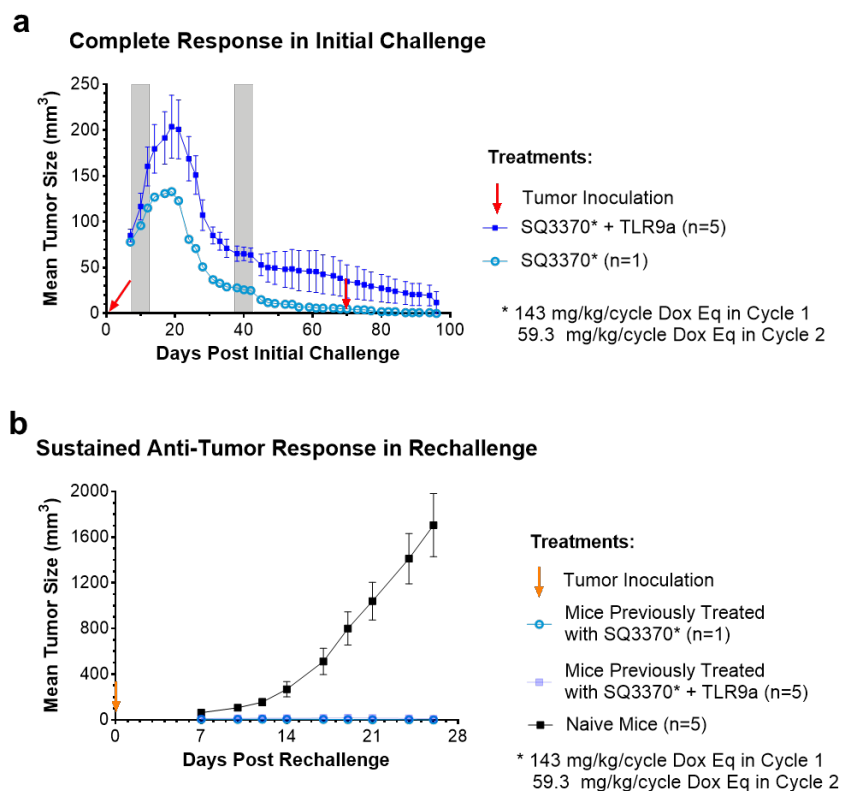 a
Complete Response in Initial Challenge
Mean Tumor Size (mm³)
250
200
150
100
50
0
0 20 40 60 80 100
Days Post Initial Challenge
Treatments:
Tumor Inoculation
SQ3370* + TLR9a (n=5)
SQ3370* (n=1)
* 143 mg/kg/cycle Dox Eq in Cycle 1
59.3 mg/kg/cycle Dox Eq in Cycle 2
b
Sustained Anti-Tumor Response in Rechallenge
Mean Tumor Size (mm³)
2000
1600
1200
800
400
0
0 7 14 21 28
Days Post Rechallenge
Treatments:
Tumor Inoculation
Mice Previously Treated
with SQ3370* (n=1)
Mice Previously Treated
with SQ3370* + TLR9a (n=5)
Naive Mice (n=5)
* 143 mg/kg/cycle Dox Eq in Cycle 1
59.3 mg/kg/cycle Dox Eq in Cycle 2